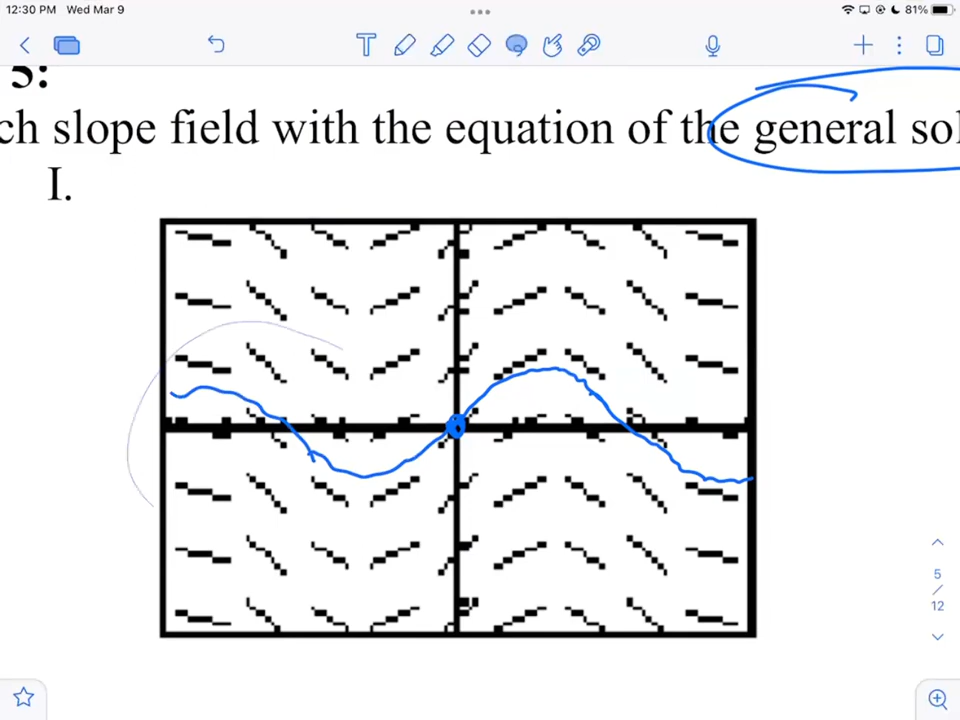 12:30 PM Wed Mar 9
81%
5:
ch slope field with the equation of the general sol
I.
5
/
12